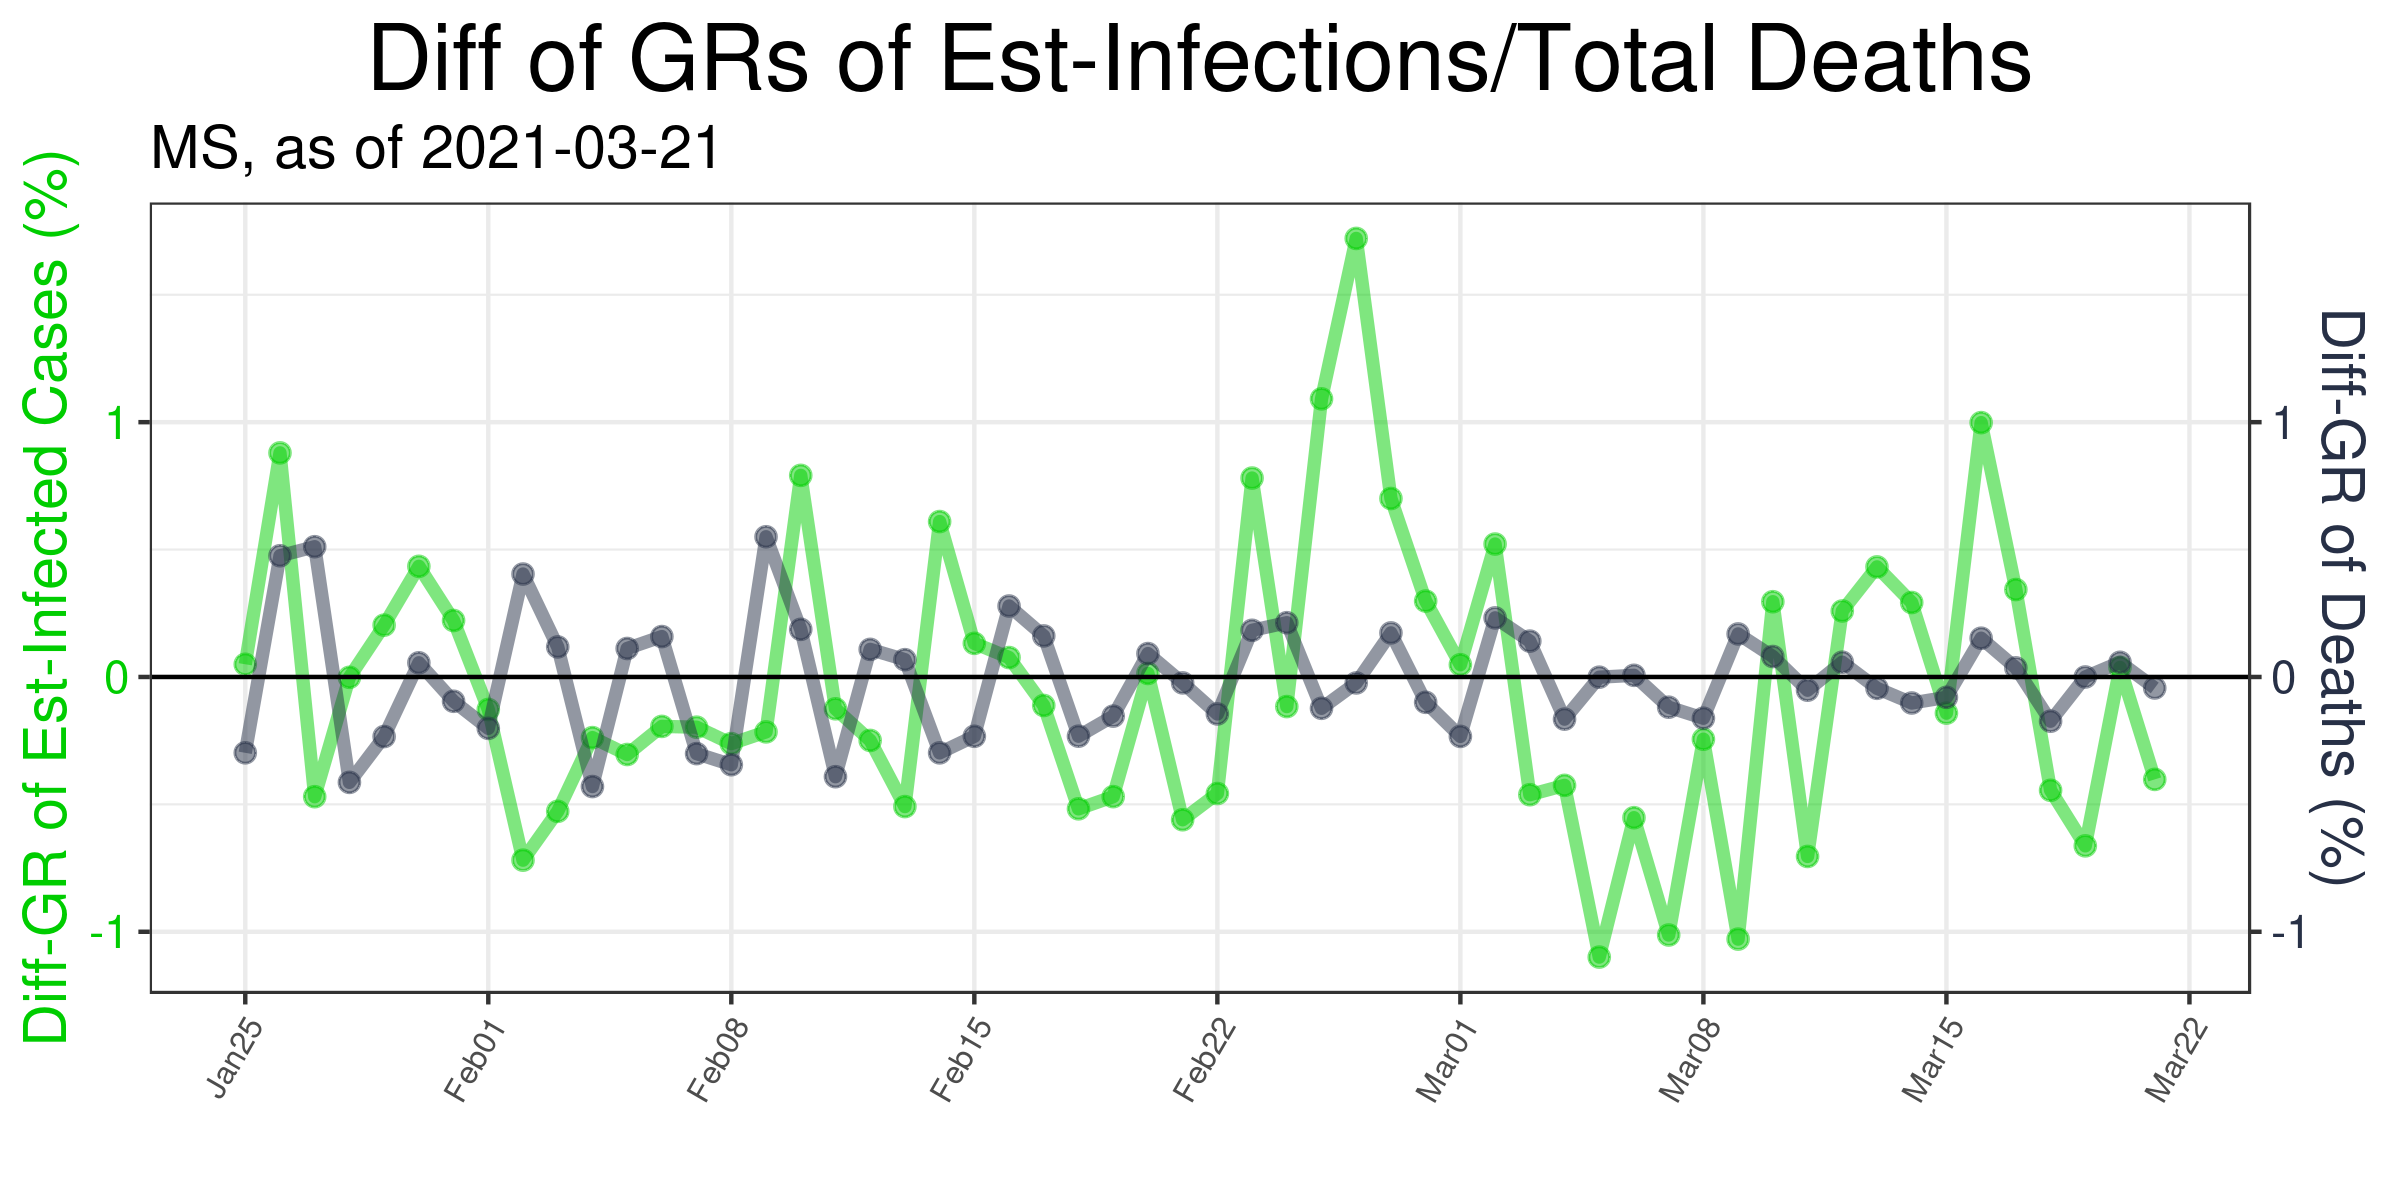 Diff of GRs of Est-Infections/Total Deaths
MS, as of 2021-03-21
Diff-GR of Est-Infected Cases (%)
1
0
-1
1
0
-1
Diff-GR of Deaths (%)
Jan25
Feb01
Feb08
Feb15
Feb22
Mar01
Mar08
Mar15
Mar22